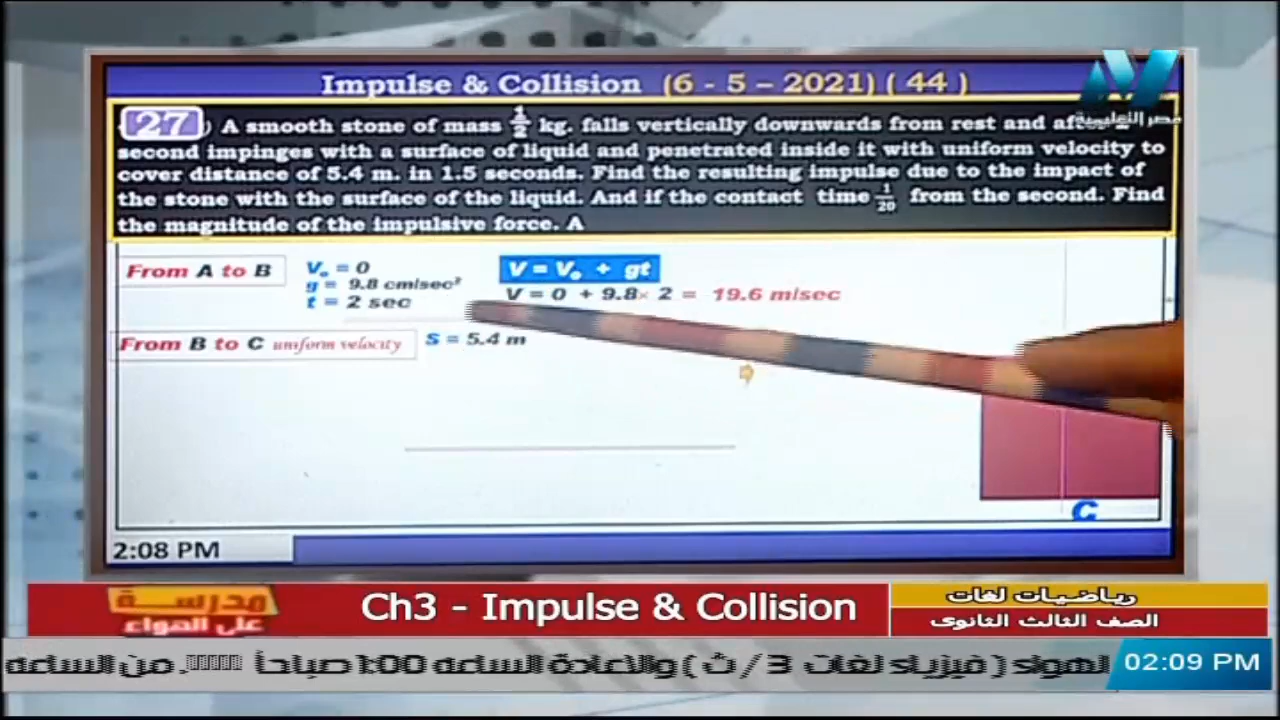 Impulse & Collision (6 - 5 – 2021) ( 44 )
27) A smooth stone of mass 1/2 kg. falls vertically downwards from rest and after 2
second impinges with a surface of liquid and penetrated inside it with uniform velocity to
cover distance of 5.4 m. in 1.5 seconds. Find the resulting impulse due to the impact of
the stone with the surface of the liquid. And if the contact time 1/20 from the second. Find
the magnitude of the impulsive force. A
مصر التعليمية
From A to B
V₀ = 0
g = 9.8 cm/sec²
t = 2 sec
V = V₀ + gt
V = 0 + 9.8× 2 = 19.6 m/sec
From B to C uniform velocity
S = 5.4 m
C
2:08 PM
مدرسة
على الهواء
Ch3 - Impulse & Collision
رياضيات لغات
الصف الثالث الثانوى
الهواء ( فيزياء لغات 3 / ث ) والاعادة الساعه 1:00 صباحاً من الساعه
02:09 PM